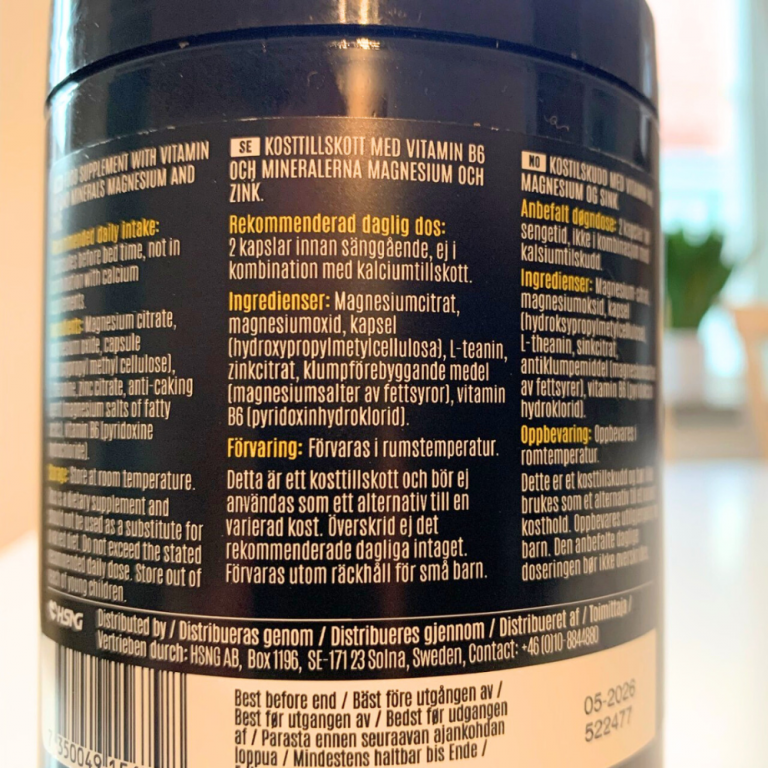 SUPPLEMENT WITH VITAMIN
MINERALS MAGNESIUM AND
daily intake:
before bed time, not in
with calcium
Magnesium citrate,
capsule
methyl cellulose),
zinc citrate, anti-caking
magnesium salts of fatty
vitamin B6 (pyridoxine
Store at room temperature.
a dietary supplement and
not be used as a substitute for
diet. Do not exceed the stated
daily dose. Store out of
of young children.
SE KOSTTILLSKOTT MED VITAMIN B6
OCH MINERALERNA MAGNESIUM OCH
ZINK.
Rekommenderad daglig dos:
2 kapslar innan sänggående, ej i
kombination med kalciumtillskott.
Ingredienser: Magnesiumcitrat,
magnesiumoxid, kapsel
(hydroxypropylmetylcellulosa), L-teanin,
zinkcitrat, klumpförebyggande medel
(magnesiumsalter av fettsyror), vitamin
B6 (pyridoxinhydroklorid).
Förvaring: Förvaras i rumstemperatur.
Detta är ett kosttillskott och bör ej
användas som ett alternativ till en
varierad kost. Överskrid ej det
rekommenderade dagliga intaget.
Förvaras utom räckhåll för små barn.
NO KOSTTILSKUDD MED VITAMIN
MAGNESIUM OG SINK.
Anbefalt døgndose: 2 kapsler
sengetid, ikke i kombinasjon
kalsiumtilskudd.
Ingredienser:
magnesiumoksid, kapsel
L-theanin, sinkcitrat,
antiklumpemiddel
av fettsyrer), vitamin B6
hydroklorid).
Oppbevaring: Oppbevares i
romtemperatur.
Dette er et kosttilskudd og
brukes som et alternativ til et
kosthold. Oppbevares
barn. Den anbefalte
doseringen bør ikke
HSNG
Distributed by / Distribueras genom / Distribueres gjennom / Distribueret af / Toimittaja /
Vertrieben durch: HSNG AB, Box 1196, SE-171 23 Solna, Sweden, Contact: +46 (0)10-8844880
Best before end / Bäst före utgången av /
Best før utgangen av / Bedst før udgangen
af / Parasta ennen seuraavan ajankohdan
loppua / Mindestens haltbar bis Ende /
05-2026
522477
350049